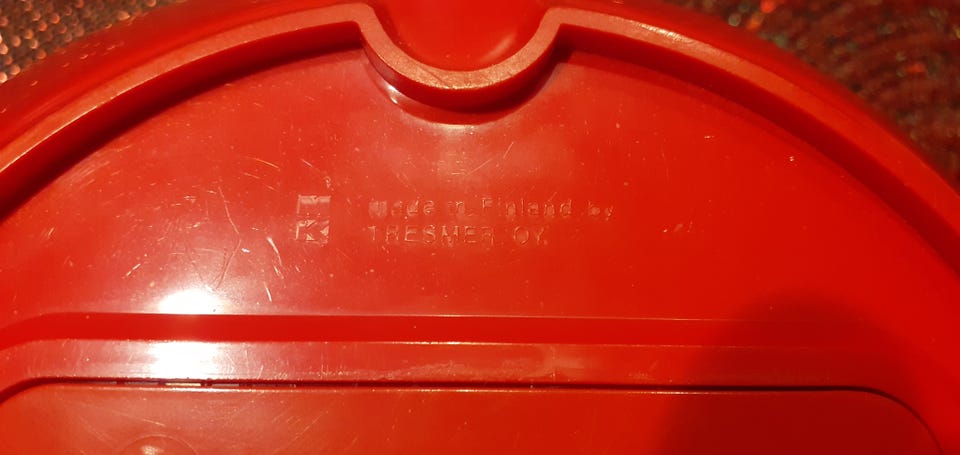 M
K
made in Finland by
TRESMER OY